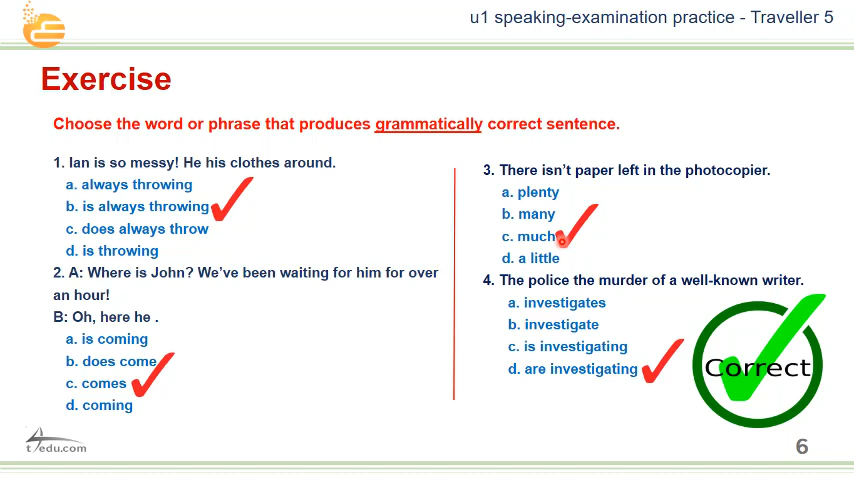 u1 speaking-examination practice - Traveller 5
Exercise
Choose the word or phrase that produces grammatically correct sentence.
1. Ian is so messy! He his clothes around.
a. always throwing
b. is always throwing
c. does always throw
d. is throwing
2. A: Where is John? We’ve been waiting for him for over
an hour!
B: Oh, here he .
a. is coming
b. does come
c. comes
d. coming
3. There isn’t paper left in the photocopier.
a. plenty
b. many
c. much
d. a little
4. The police the murder of a well-known writer.
a. investigates
b. investigate
c. is investigating
d. are investigating
Correct
t4edu.com
6